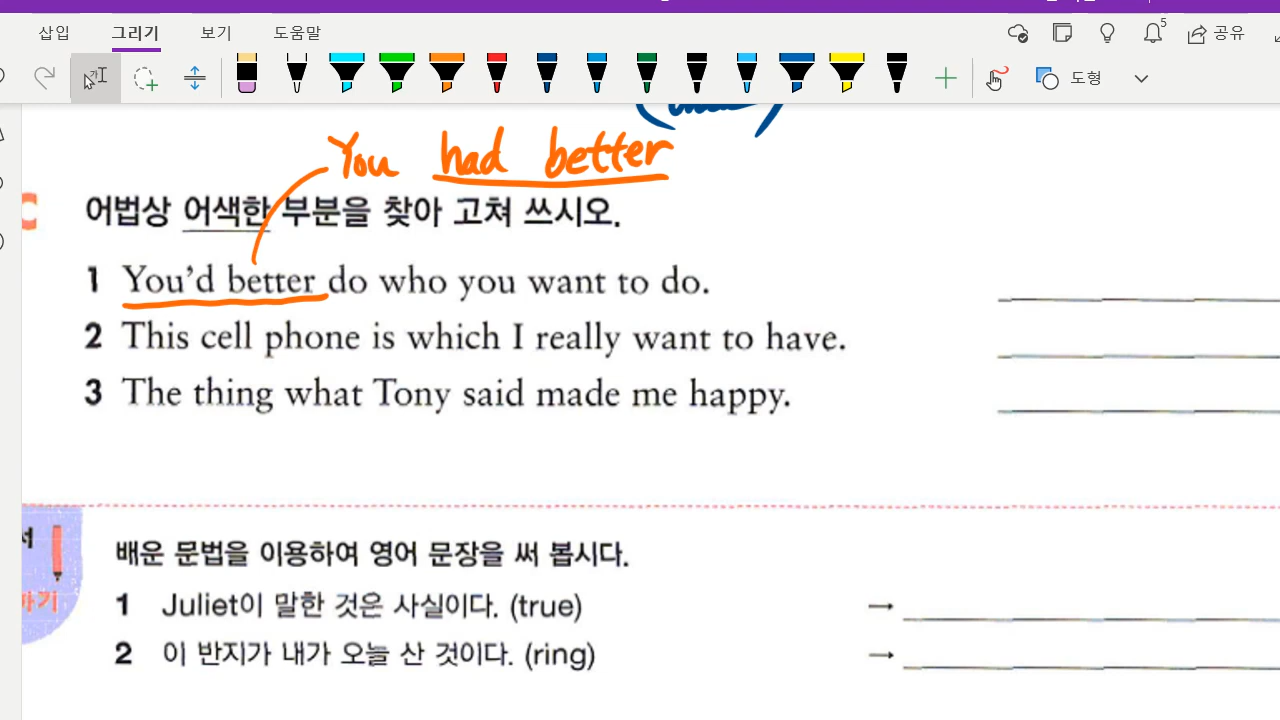 삽입 그리기 보기 도움말 5 공유
가 도형
You had better
C 어법상 어색한 부분을 찾아 고쳐 쓰시오.
1 You'd better do who you want to do.
2 This cell phone is which I really want to have.
3 The thing what Tony said made me happy.
배운 문법을 이용하여 영어 문장을 써 봅시다.
하기
1 Juliet이 말한 것은 사실이다. (true) →
2 이 반지가 내가 오늘 산 것이다. (ring) →